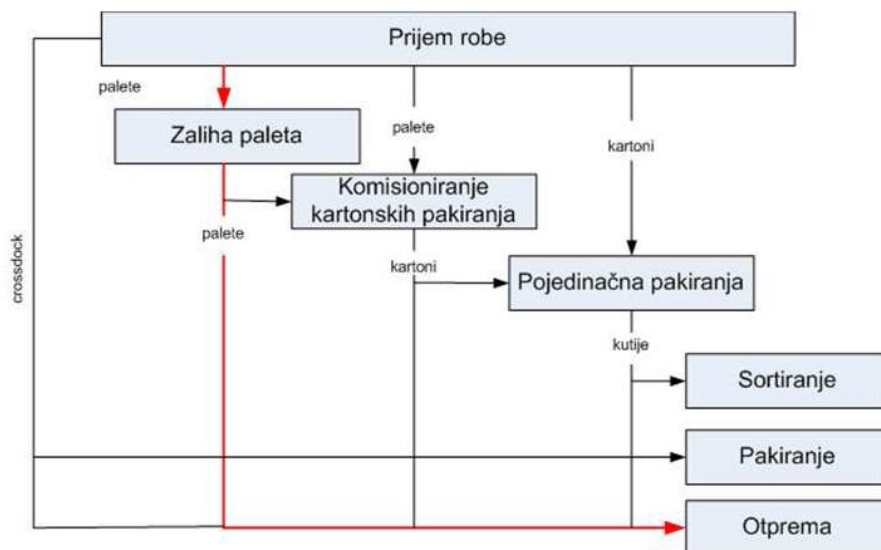 Prijem robe
palete
Zaliha paleta
palete
kartoni
Komisioniranje
kartonskih pakiranja
palete
crossdock
kartoni
Pojedinačna pakiranja
kutije
Sortiranje
Pakiranje
Otprema